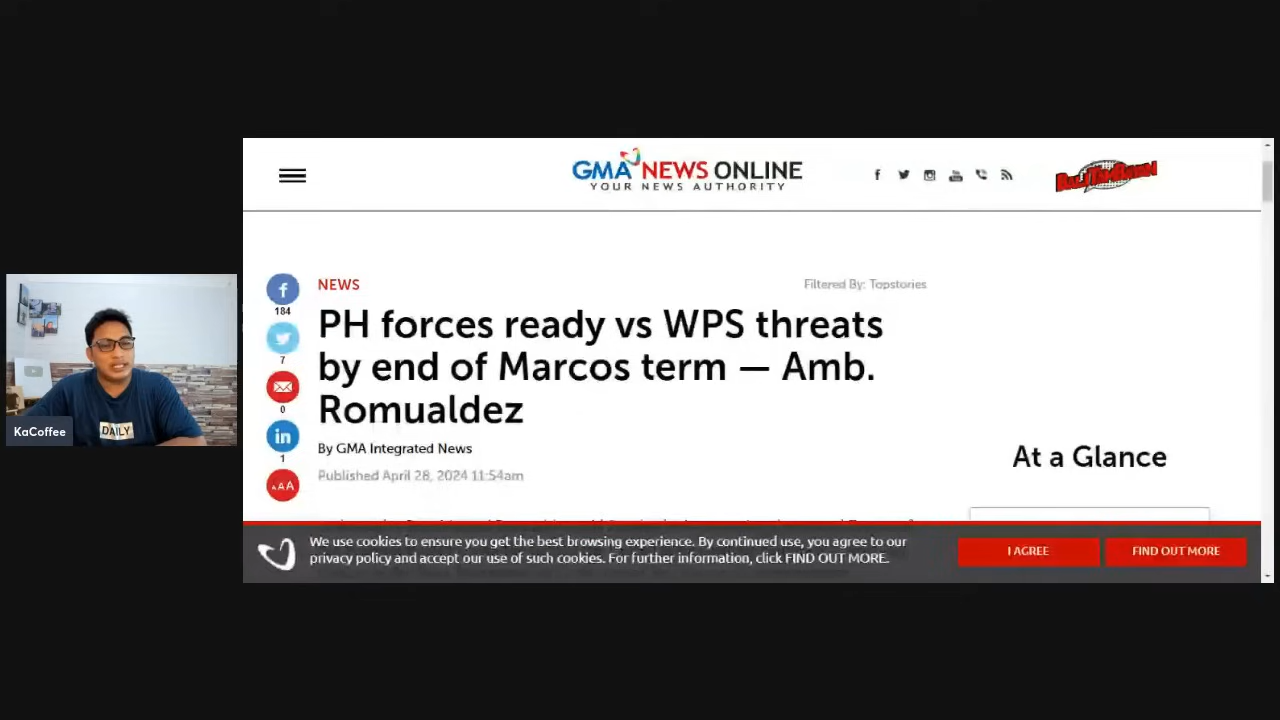 GMA NEWS ONLINE
YOUR NEWS AUTHORITY
BALITAMBAYAN
NEWS
Filtered By: Topstories
PH forces ready vs WPS threats
by end of Marcos term — Amb.
Romualdez
By GMA Integrated News
Published April 28, 2024 11:54am
184
7
0
in
1
AAA
At a Glance
KaCoffee
DAILY
We use cookies to ensure you get the best browsing experience. By continued use, you agree to our
privacy policy and accept our use of such cookies. For further information, click FIND OUT MORE.
I AGREE
FIND OUT MORE